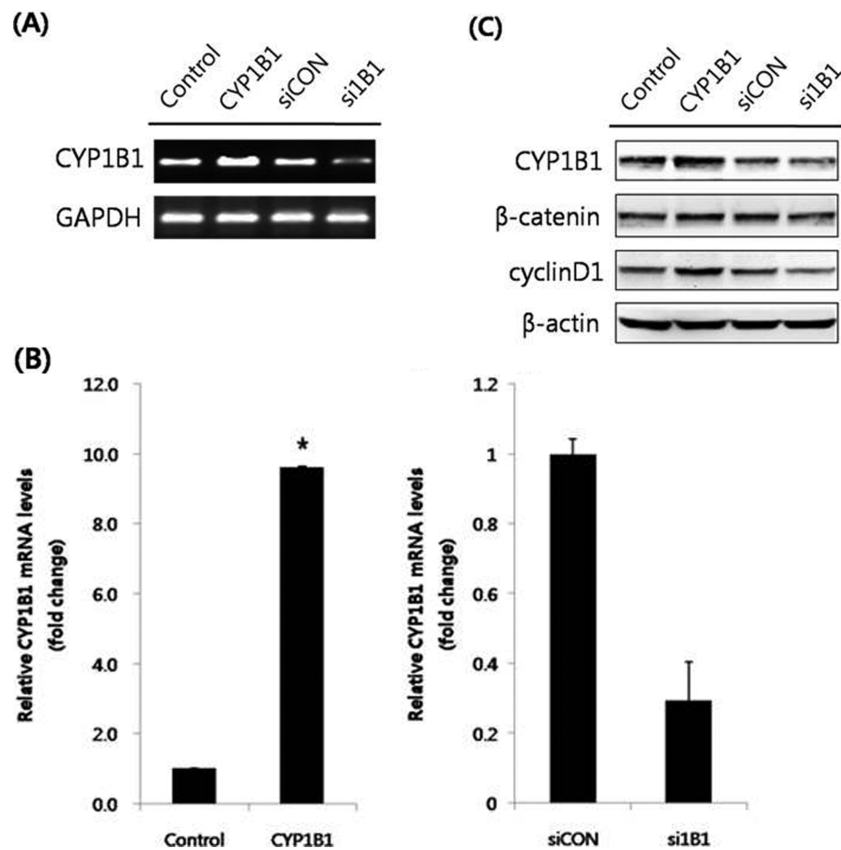 (A)
Control CYP1B1 siCON si1B1
CYP1B1
GAPDH
(C)
Control CYP1B1 siCON si1B1
CYP1B1
β-catenin
cyclinD1
β-actin
(B)
Relative CYP1B1 mRNA levels
(fold change)
12.0
10.0
8.0
6.0
4.0
2.0
0.0
*
Control CYP1B1
Relative CYP1B1 mRNA levels
(fold change)
1.2
1
0.8
0.6
0.4
0.2
0
siCON si1B1